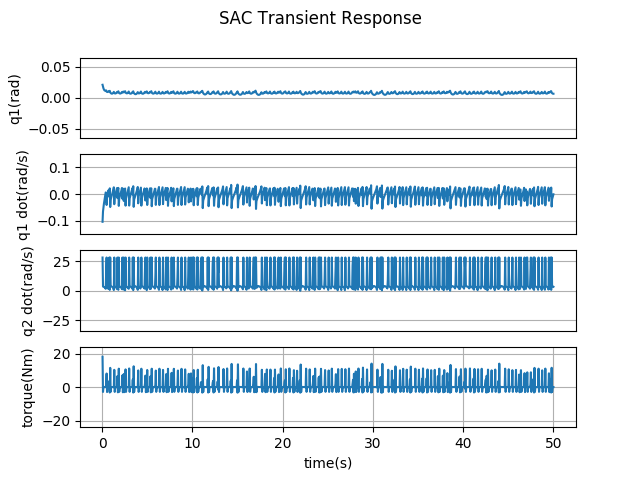 SAC Transient Response
q1(rad)
0.05
0.00
−0.05
q1 dot(rad/s)
0.1
0.0
−0.1
q2 dot(rad/s)
25
0
−25
torque(Nm)
20
0
−20
0 10 20 30 40 50
time(s)